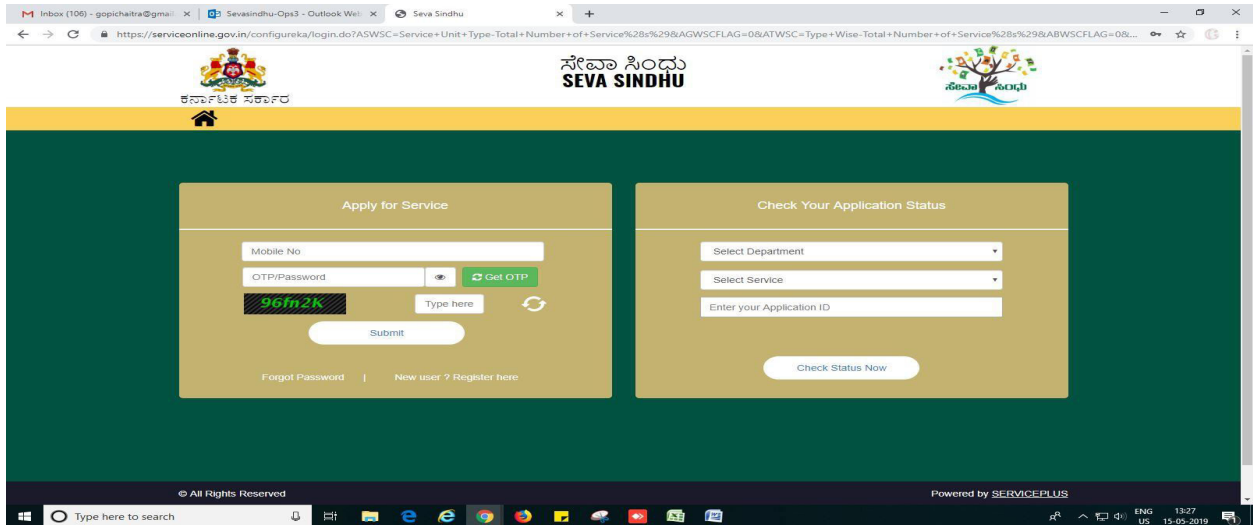 Inbox (106) - gopichaitra@gmail
Sevasindhu-Ops3 - Outlook Web
Seva Sindhu
https://serviceonline.gov.in/configureka/login.do?ASWSC=Service+Unit+Type-Total+Number+of+Service%28s%29&AGWSCFLAG=0&ATWSC=Type+Wise-Total+Number+of+Service%28s%29&ABWSCFLAG=0&...
ಕರ್ನಾಟಕ ಸರ್ಕಾರ
ಸೇವಾ ಸಿಂಧು
SEVA SINDHU
ಸೇವಾ ಸಿಂಧು
Apply for Service
Mobile No
OTP/Password
Get OTP
96fn2K
Type here
Submit
Forgot Password | New user ? Register here
Check Your Application Status
Select Department
Select Service
Enter your Application ID
Check Status Now
© All Rights Reserved
Powered by SERVICEPLUS
Type here to search
ENG
US
13:27
15-05-2019